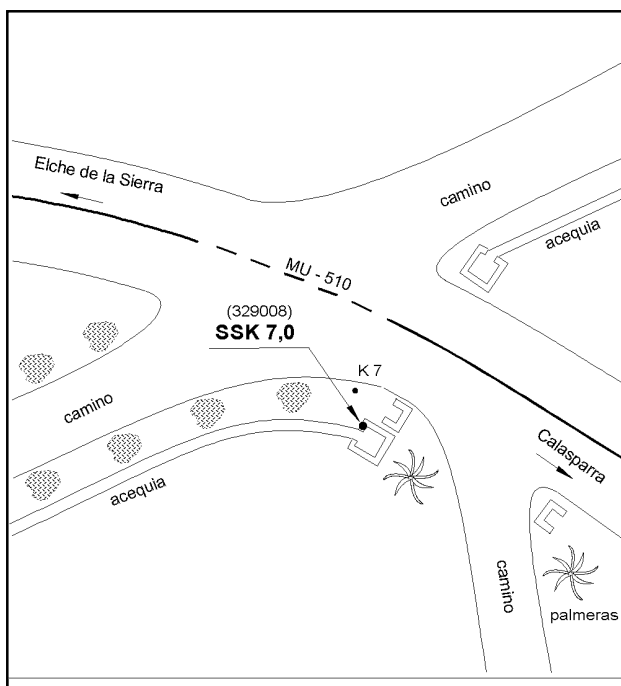 Elche de la Sierra
camino
acequia
MU - 510
(329008)
SSK 7,0
K 7
camino
Calasparra
acequia
camino
palmeras